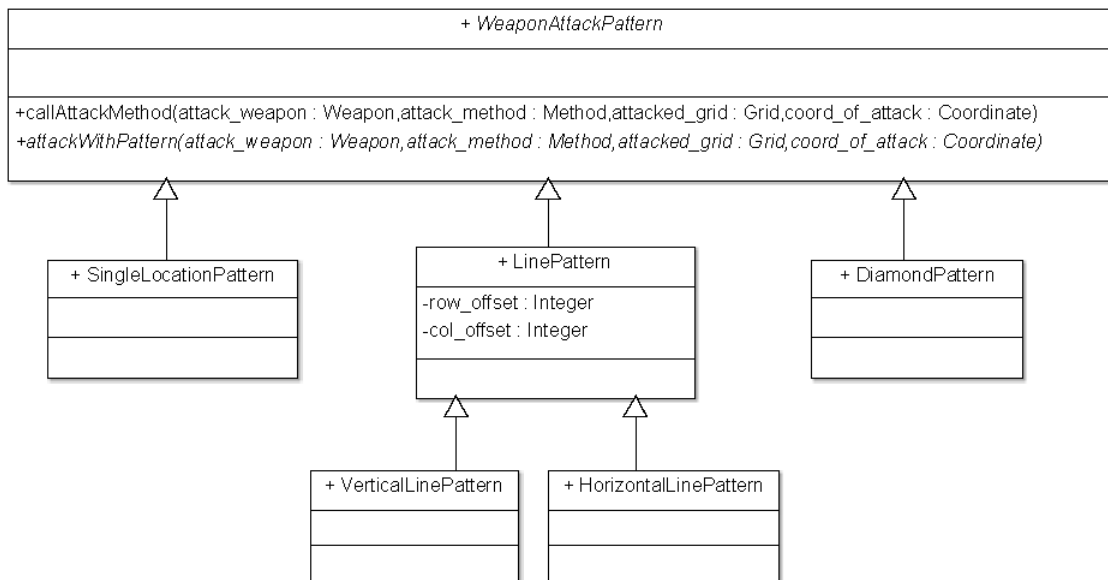 + WeaponAttackPattern
+callAttackMethod(attack_weapon : Weapon,attack_method : Method,attacked_grid : Grid,coord_of_attack : Coordinate)
+attackWithPattern(attack_weapon : Weapon,attack_method : Method,attacked_grid : Grid,coord_of_attack : Coordinate)
+ SingleLocationPattern
+ LinePattern
-row_offset : Integer
-col_offset : Integer
+ DiamondPattern
+ VerticalLinePattern
+ HorizontalLinePattern